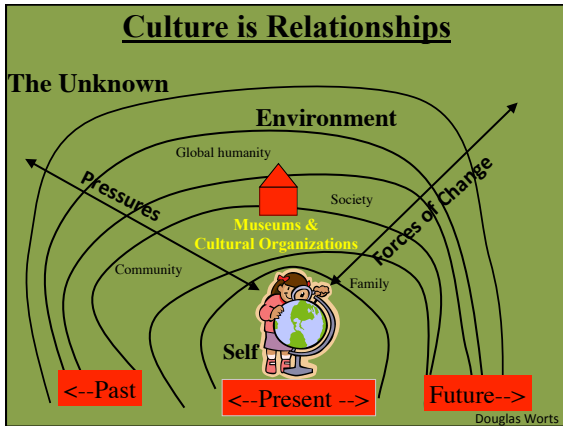 Culture is Relationships
The Unknown
Environment
Global humanity
Pressures
Society
Forces of Change
Museums &
Cultural Organizations
Community
Family
Self
<--Past
<--Present -->
Future-->
Douglas Worts